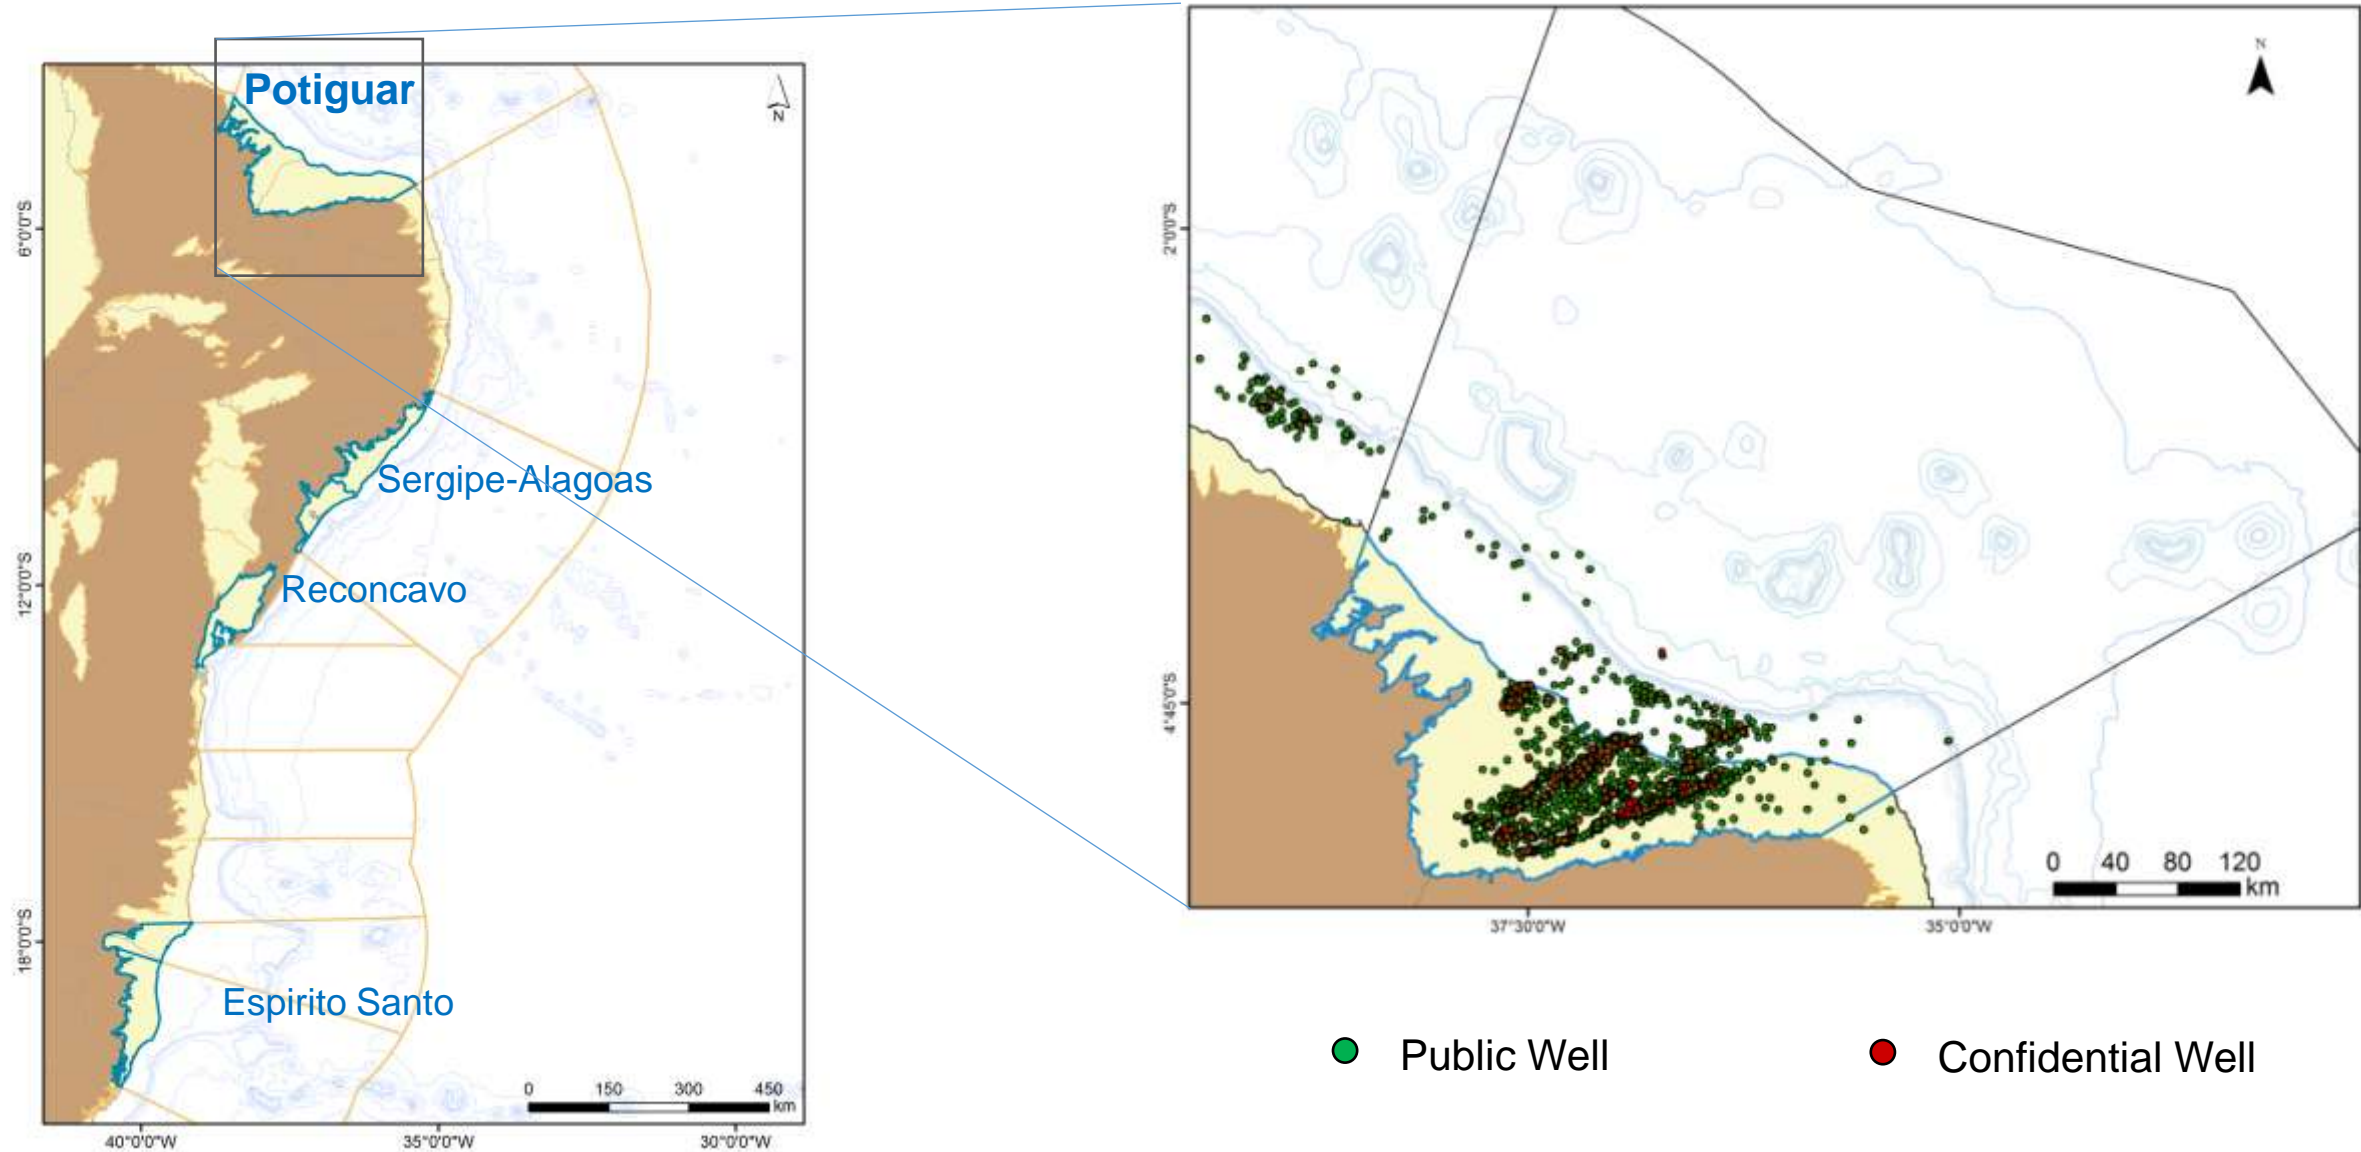 Potiguar
N
6°0'0"S
Sergipe-Alagoas
12°0'0"S
Reconcavo
18°0'0"S
Espirito Santo
0 150 300 450
km
40°0'0"W 35°0'0"W 30°0'0"W
N
2°0'0"S
4°45'0"S
0 40 80 120
km
37°30'0"W 35°0'0"W
Public Well
Confidential Well